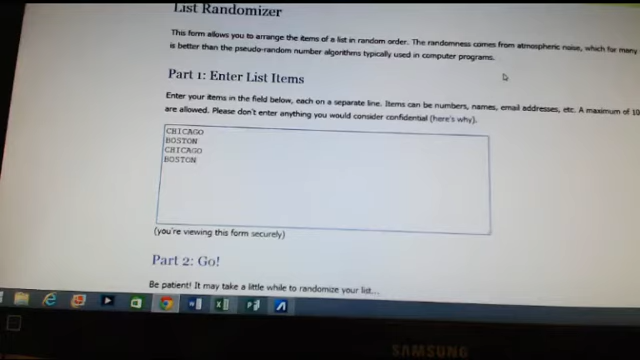 List Randomizer
This form allows you to arrange the items of a list in random order. The randomness comes from atmospheric noise, which for many
is better than the pseudo-random number algorithms typically used in computer programs.
Part 1: Enter List Items
Enter your items in the field below, each on a separate line. Items can be numbers, names, email addresses, etc. A maximum of 10
are allowed. Please don't enter anything you would consider confidential (here's why).
CHICAGO
BOSTON
CHICAGO
BOSTON
(you're viewing this form securely)
Part 2: Go!
Be patient! It may take a little while to randomize your list...
SAMSUNG